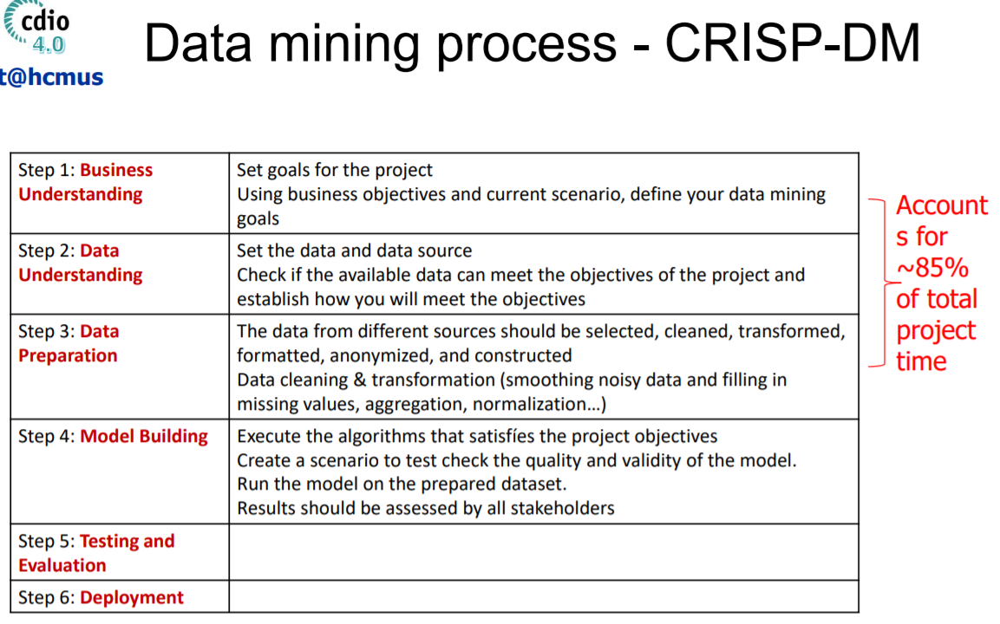 cdio
4.0
t@hcmus
Data mining process - CRISP-DM
Step 1: Business
Understanding
Set goals for the project
Using business objectives and current scenario, define your data mining
goals
Step 2: Data
Understanding
Set the data and data source
Check if the available data can meet the objectives of the project and
establish how you will meet the objectives
Step 3: Data
Preparation
The data from different sources should be selected, cleaned, transformed,
formatted, anonymized, and constructed
Data cleaning & transformation (smoothing noisy data and filling in
missing values, aggregation, normalization...)
Step 4: Model Building
Execute the algorithms that satisfíes the project objectives
Create a scenario to test check the quality and validity of the model.
Run the model on the prepared dataset.
Results should be assessed by all stakeholders
Step 5: Testing and
Evaluation
Step 6: Deployment
Account
s for
~85%
of total
project
time